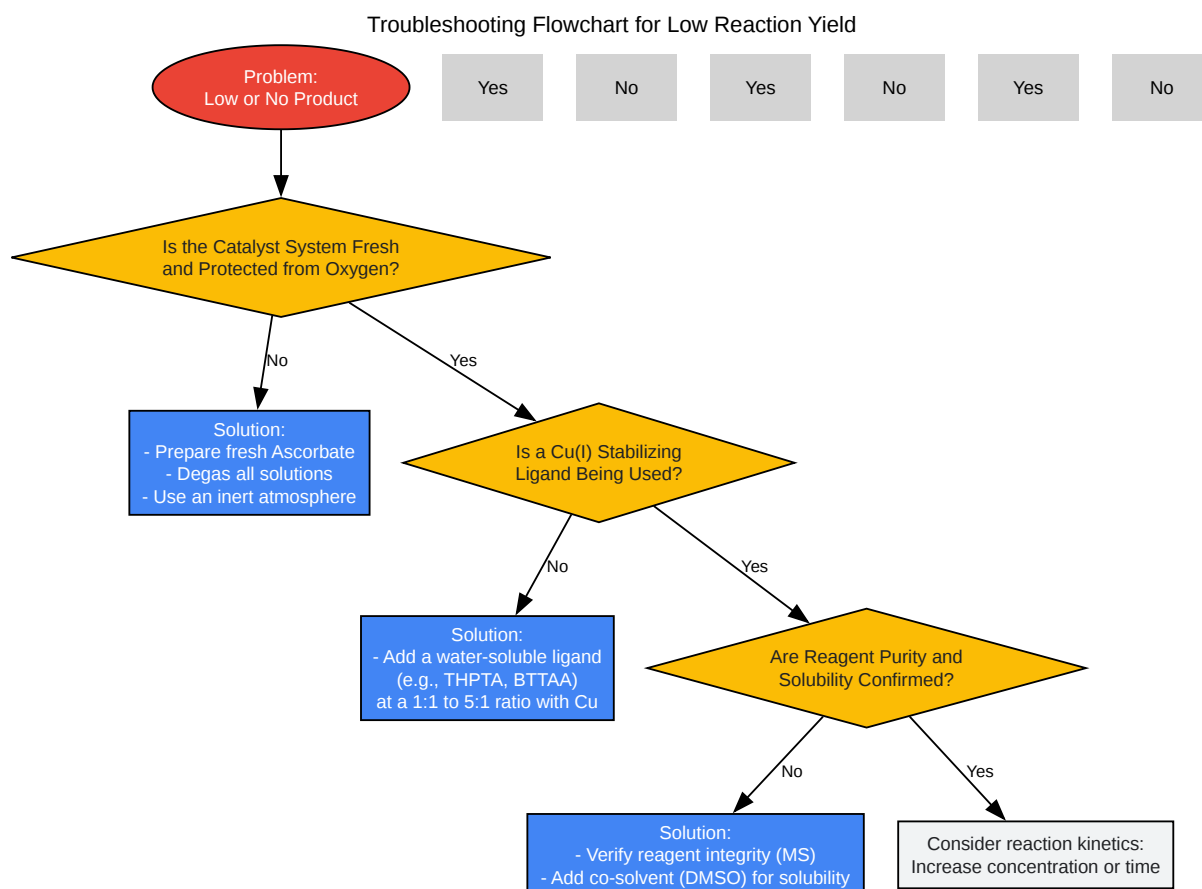 Troubleshooting Flowchart for Low Reaction Yield
Problem:
Low or No Product
Yes
No
Yes
No
Yes
No
Is the Catalyst System Fresh
and Protected from Oxygen?
No
Yes
Solution:
- Prepare fresh Ascorbate
- Degas all solutions
- Use an inert atmosphere
Is a Cu(I) Stabilizing
Ligand Being Used?
No
Yes
Solution:
- Add a water-soluble ligand
(e.g., THPTA, BTTAA)
at a 1:1 to 5:1 ratio with Cu
Are Reagent Purity and
Solubility Confirmed?
No
Yes
Solution:
- Verify reagent integrity (MS)
- Add co-solvent (DMSO) for solubility
Consider reaction kinetics:
Increase concentration or time